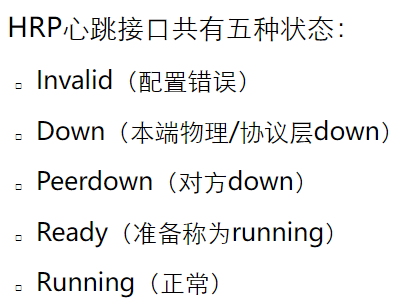 HRP心跳接口共有五种状态：
Invalid（配置错误）
Down（本端物理/协议层down）
Peerdown（对方down）
Ready（准备称为running）
Running（正常）